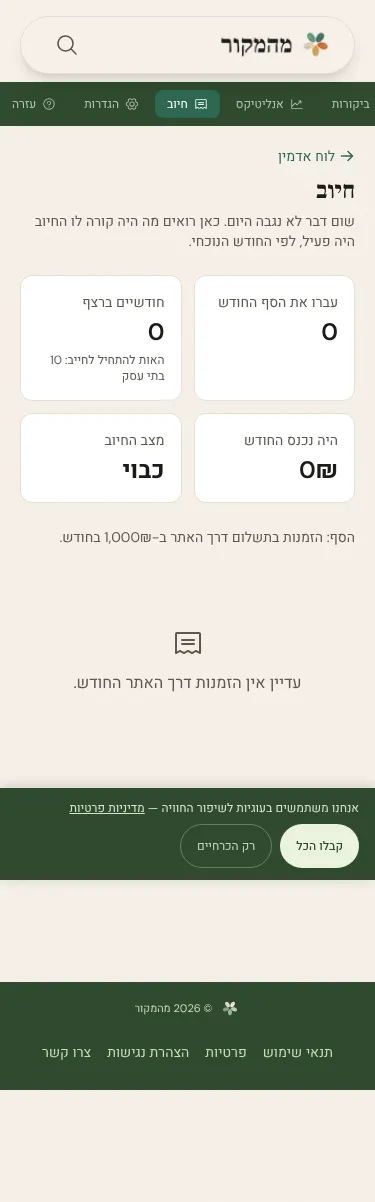 מהמקור
ביקורות
אנליטיקס
חיוב
הגדרות
עזרה
→ לוח אדמין
חיוב
שום דבר לא נגבה היום. כאן רואים מה היה קורה לו החיוב
היה פעיל, לפי החודש הנוכחי.
עברו את הסף החודש
0
חודשיים ברצף
0
האות להתחיל לחייב: 10
בתי עסק
היה נכנס החודש
₪0
מצב החיוב
כבוי
הסף: הזמנות בתשלום דרך האתר ב-₪1,000 בחודש.
עדיין אין הזמנות דרך האתר החודש.
אנחנו משתמשים בעוגיות לשיפור החוויה — מדיניות פרטיות
קבלו הכל
רק הכרחיים
© 2026 מהמקור
תנאי שימוש
פרטיות
הצהרת נגישות
צרו קשר